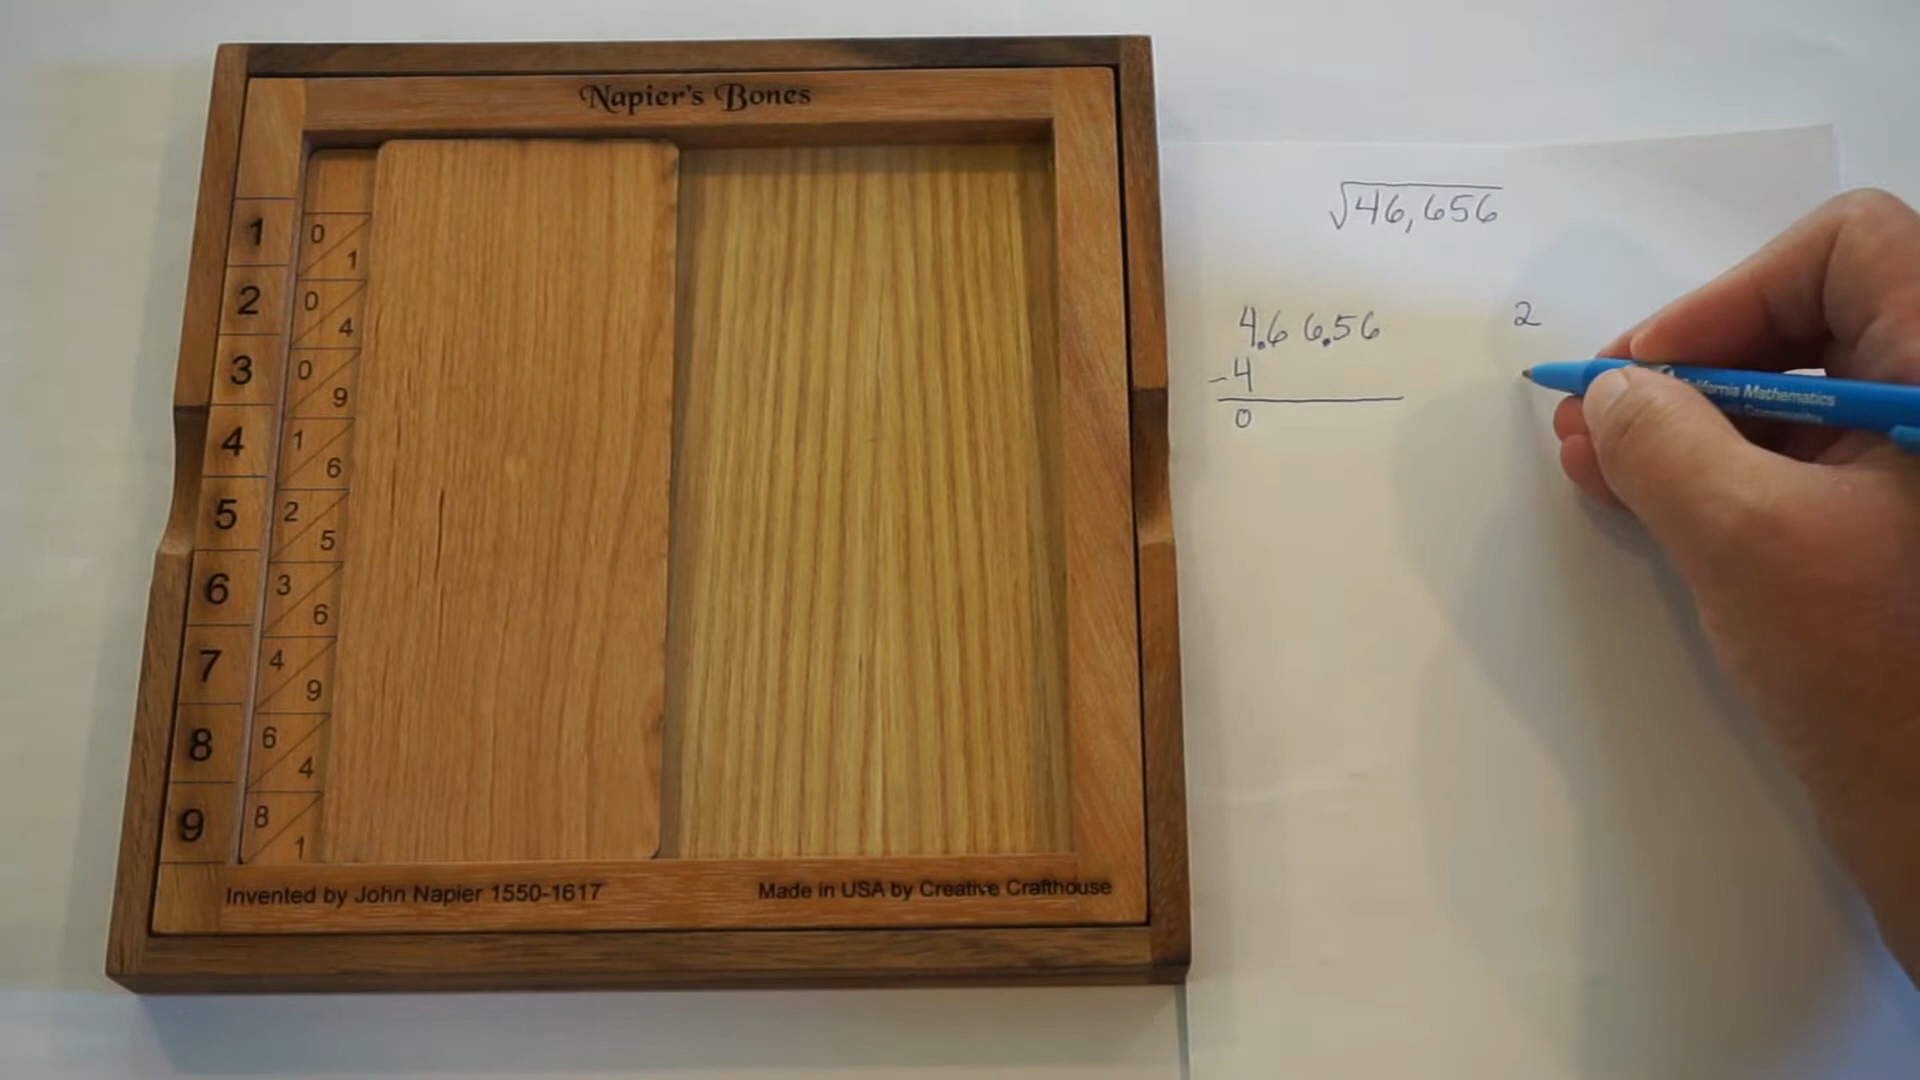 Napier's Bones
1 0 1
2 0 4
3 0 9
4 1 6
5 2 5
6 3 6
7 4 9
8 6 4
9 8 1
Invented by John Napier 1550-1617
Made in USA by Creative Crafthouse
√46,656
4.6 6.56
-4
0
2
California Mathematics